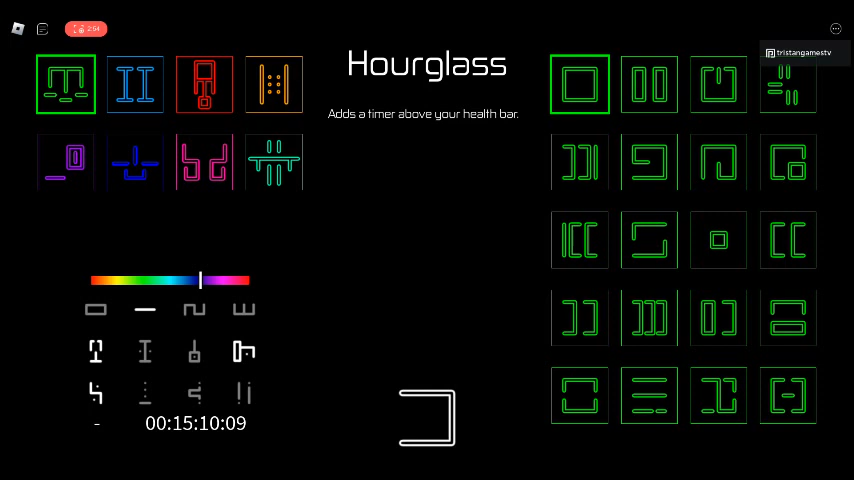 2:54
tristangamestv
Hourglass
Adds a timer above your health bar.
-
00:15:10:09